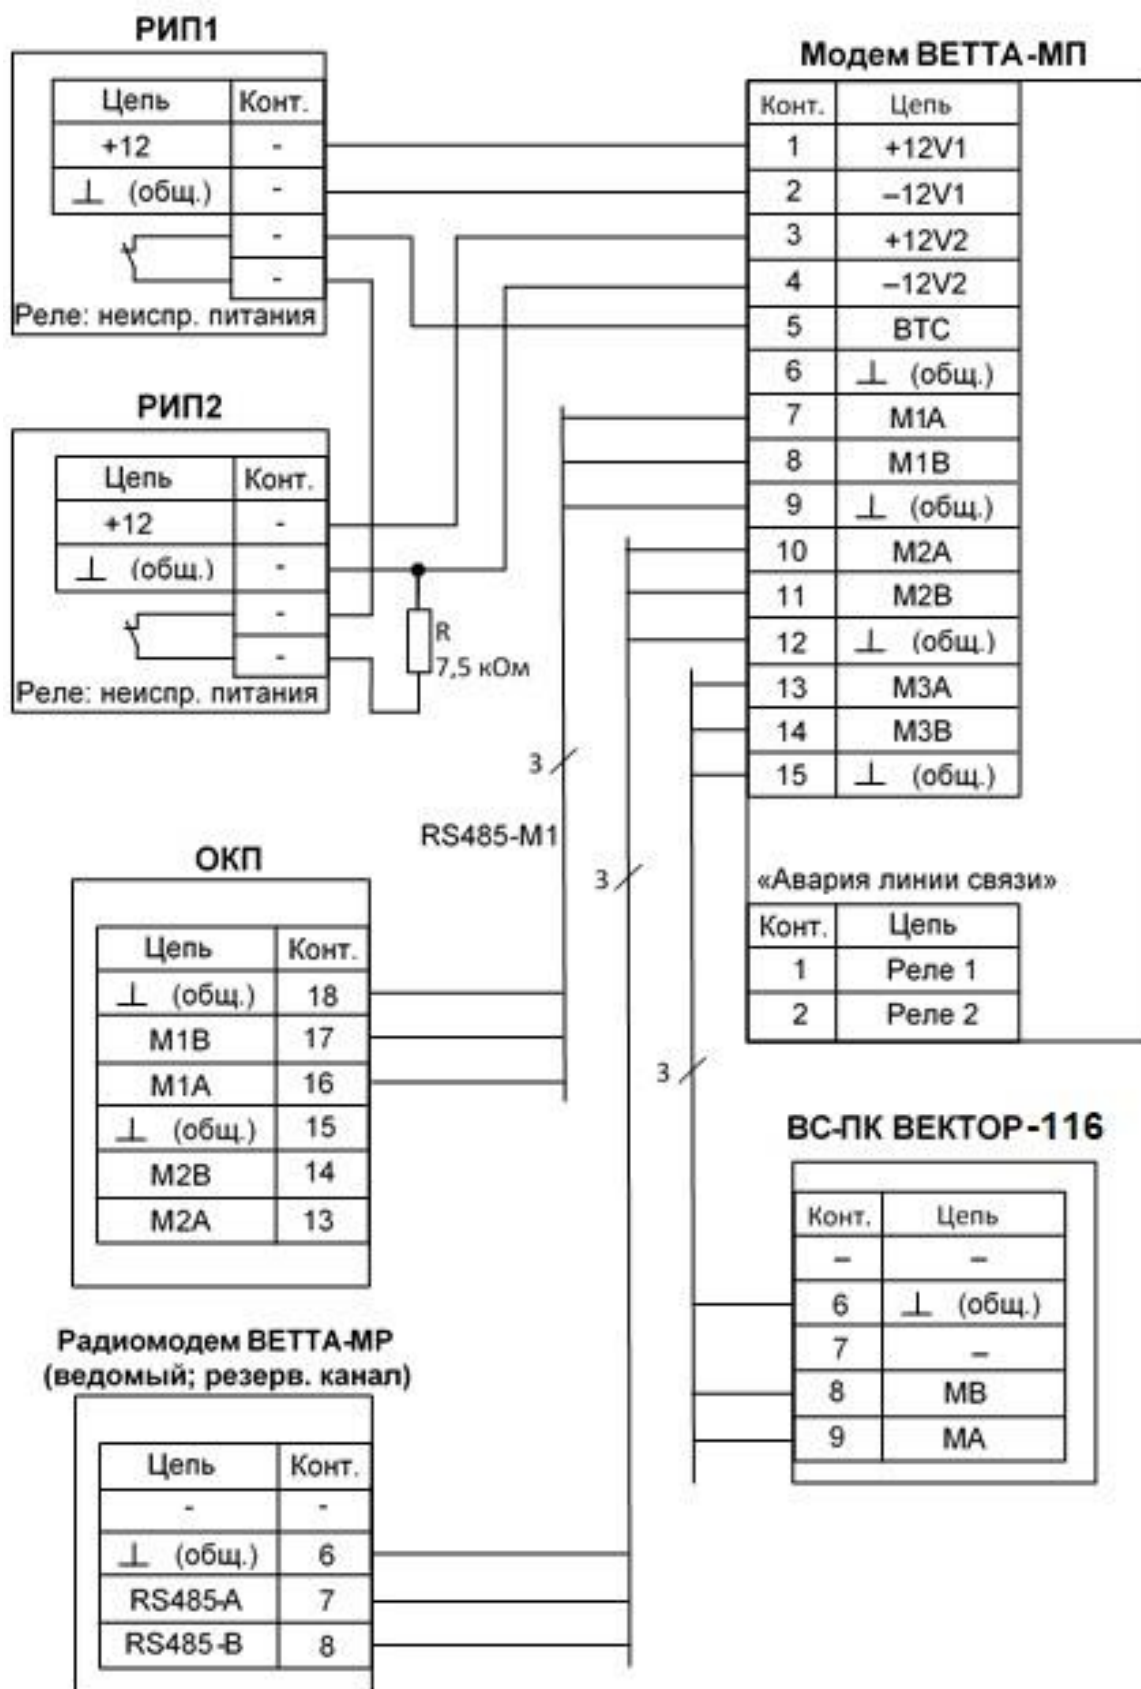 РИП1
Цепь Конт.
+12 -
⊥ (общ.) -
-
-
Реле: неиспр. питания
РИП2
Цепь Конт.
+12 -
⊥ (общ.) -
-
-
Реле: неиспр. питания
R
7,5 кОм
Модем ВЕТТА-МП
Конт. Цепь
1 +12V1
2 –12V1
3 +12V2
4 –12V2
5 ВТС
6 ⊥ (общ.)
7 М1А
8 М1В
9 ⊥ (общ.)
10 М2А
11 М2В
12 ⊥ (общ.)
13 М3А
14 М3В
15 ⊥ (общ.)
3
RS485-М1
3
3
«Авария линии связи»
Конт. Цепь
1 Реле 1
2 Реле 2
ОКП
Цепь Конт.
⊥ (общ.) 18
М1В 17
М1А 16
⊥ (общ.) 15
М2В 14
М2А 13
ВС-ПК ВЕКТОР-116
Конт. Цепь
– –
6 ⊥ (общ.)
7 –
8 МВ
9 МА
Радиомодем ВЕТТА-МР
(ведомый; резерв. канал)
Цепь Конт.
- -
⊥ (общ.) 6
RS485-А 7
RS485-В 8